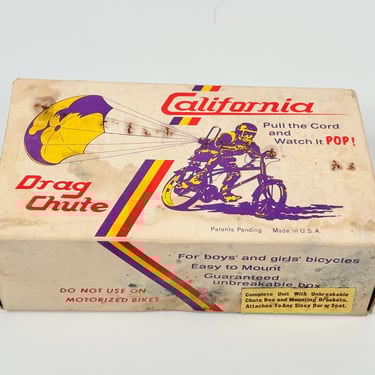 California
Pull the Cord
and
Watch It POP!
Drag
Chute
Patents Pending Made in U.S.A.
For boys' and girls' bicycles
Easy to Mount
Guaranteed
unbreakable box
DO NOT USE ON
MOTORIZED BIKES
Complete Unit With Unbreakable
Chute Box and Mounting Brackets.
Attaches To Any Sissy Bar or Seat.